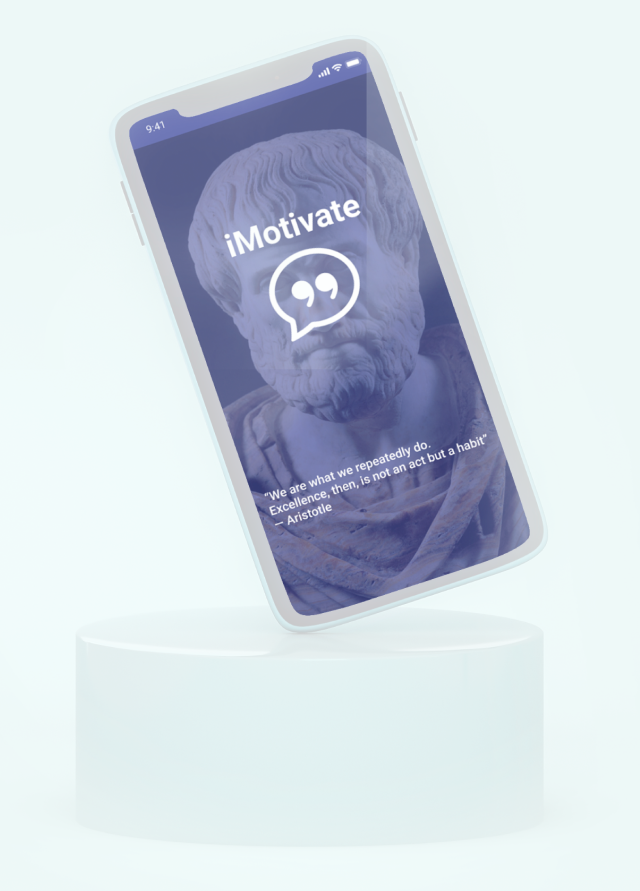 9:41
iMotivate
”
“We are what we repeatedly do.
Excellence, then, is not an act but a habit”
— Aristotle